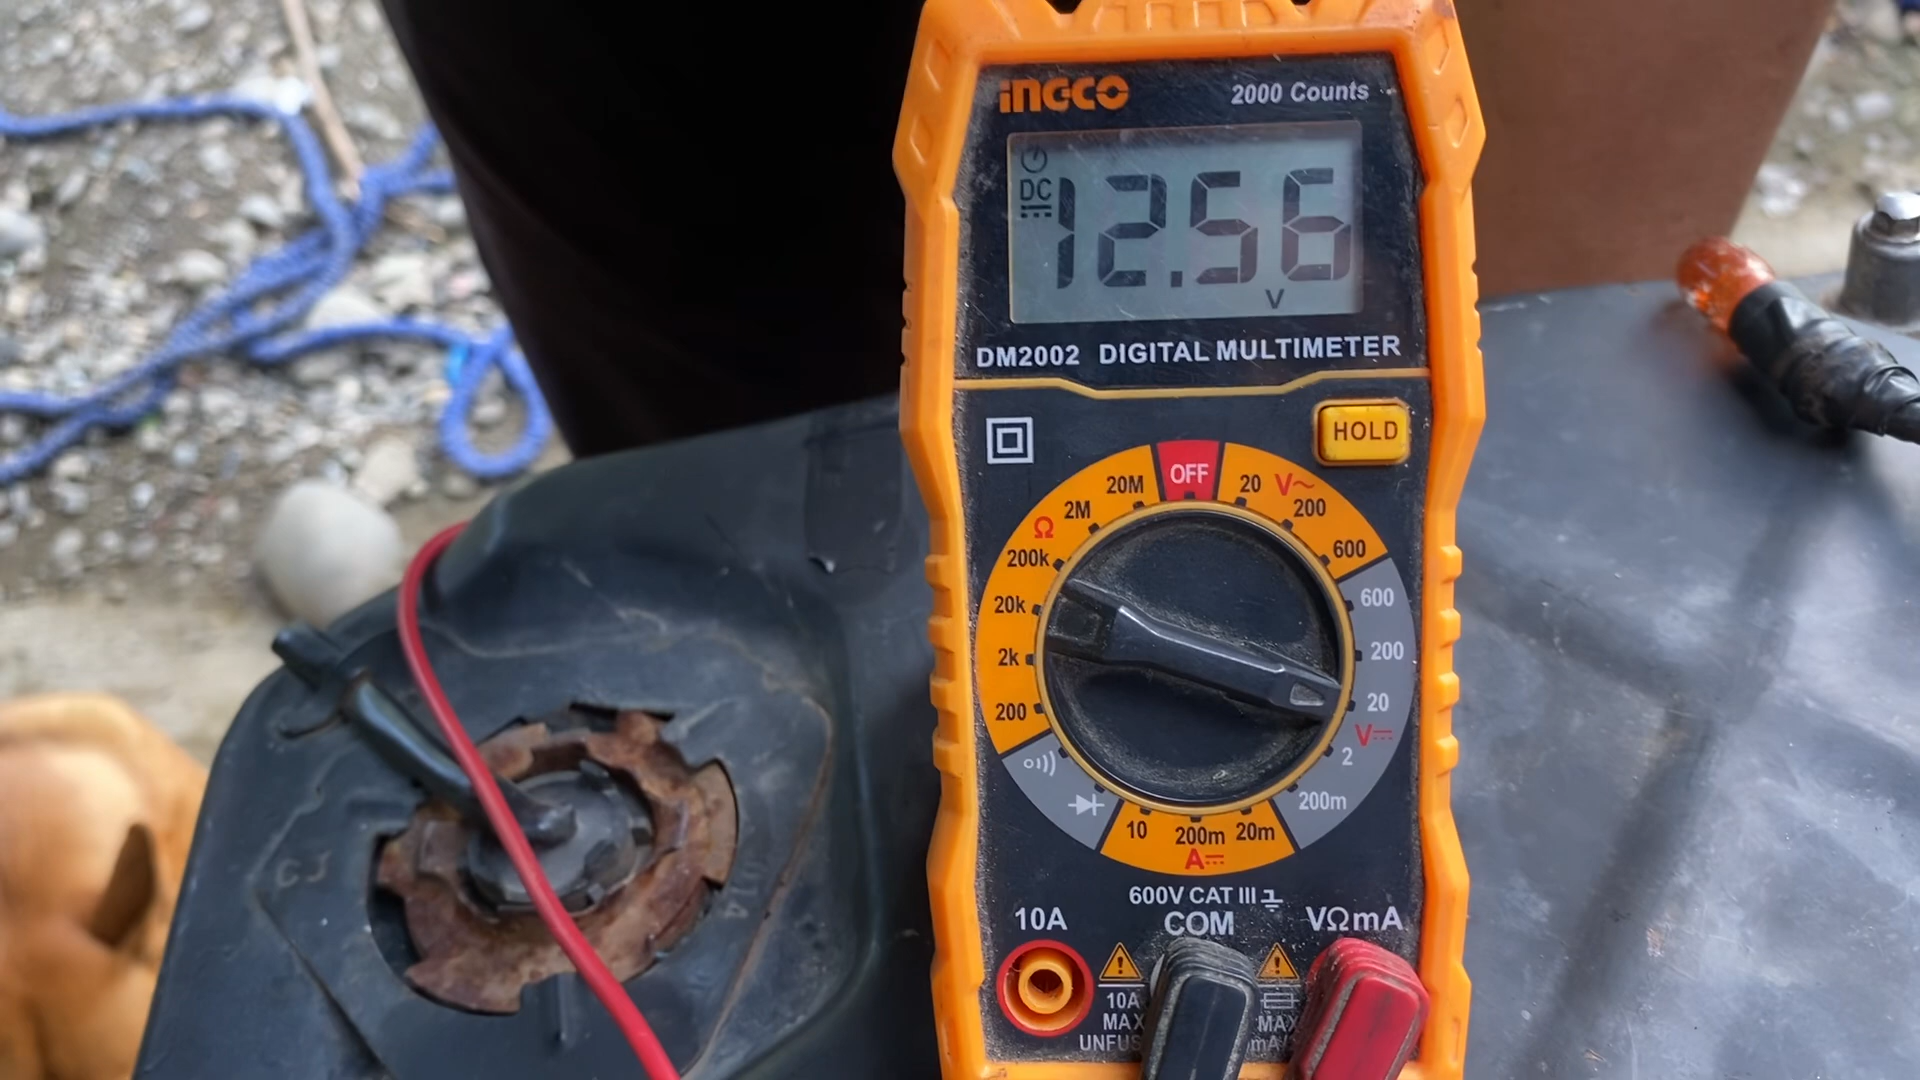 INGCO
2000 Counts
DC
12.56
V
DM2002 DIGITAL MULTIMETER
HOLD
OFF
20M
20
V~
2M
200
Ω
200k
600
20k
600
2k
200
200
20
V⎓
2
200m
10
200m
20m
A⎓
600V CAT III
10A
COM
VΩmA
10A
MAX
MAX